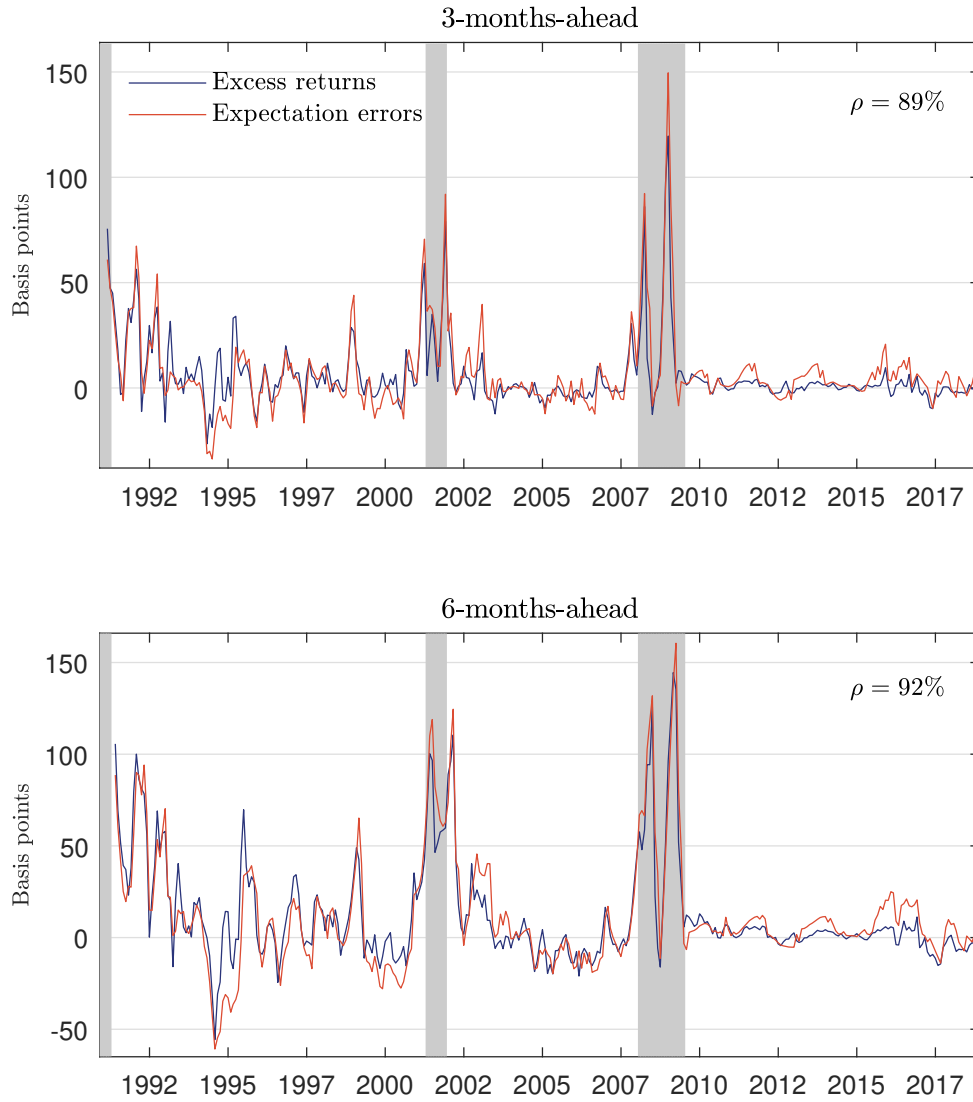 3-months-ahead
150
100
50
0
Basis points
Excess returns
Expectation errors
ρ = 89%
1992 1995 1997 2000 2002 2005 2007 2010 2012 2015 2017
6-months-ahead
150
100
50
0
-50
Basis points
ρ = 92%
1992 1995 1997 2000 2002 2005 2007 2010 2012 2015 2017